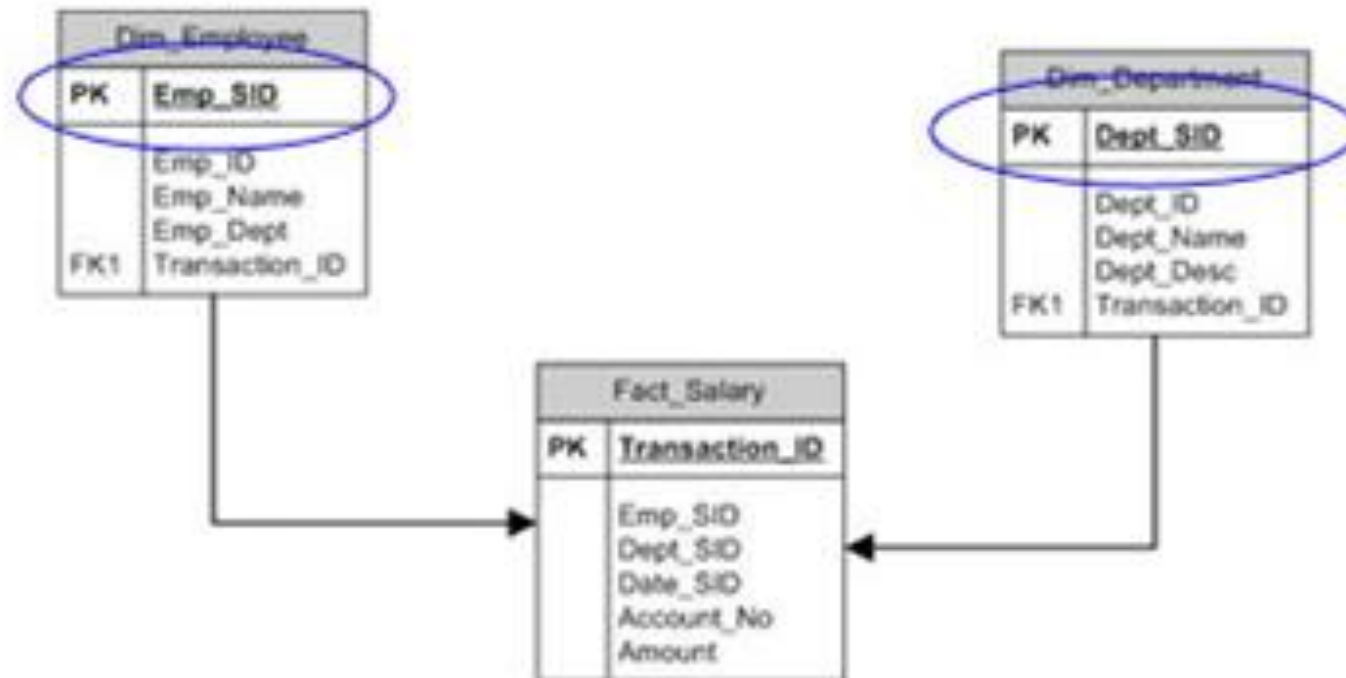 Dim_Employee
PK Emp_SID
Emp_ID
Emp_Name
Emp_Dept
FK1 Transaction_ID
Dim_Department
PK Dept_SID
Dept_ID
Dept_Name
Dept_Desc
FK1 Transaction_ID
Fact_Salary
PK Transaction_ID
Emp_SID
Dept_SID
Date_SID
Account_No
Amount